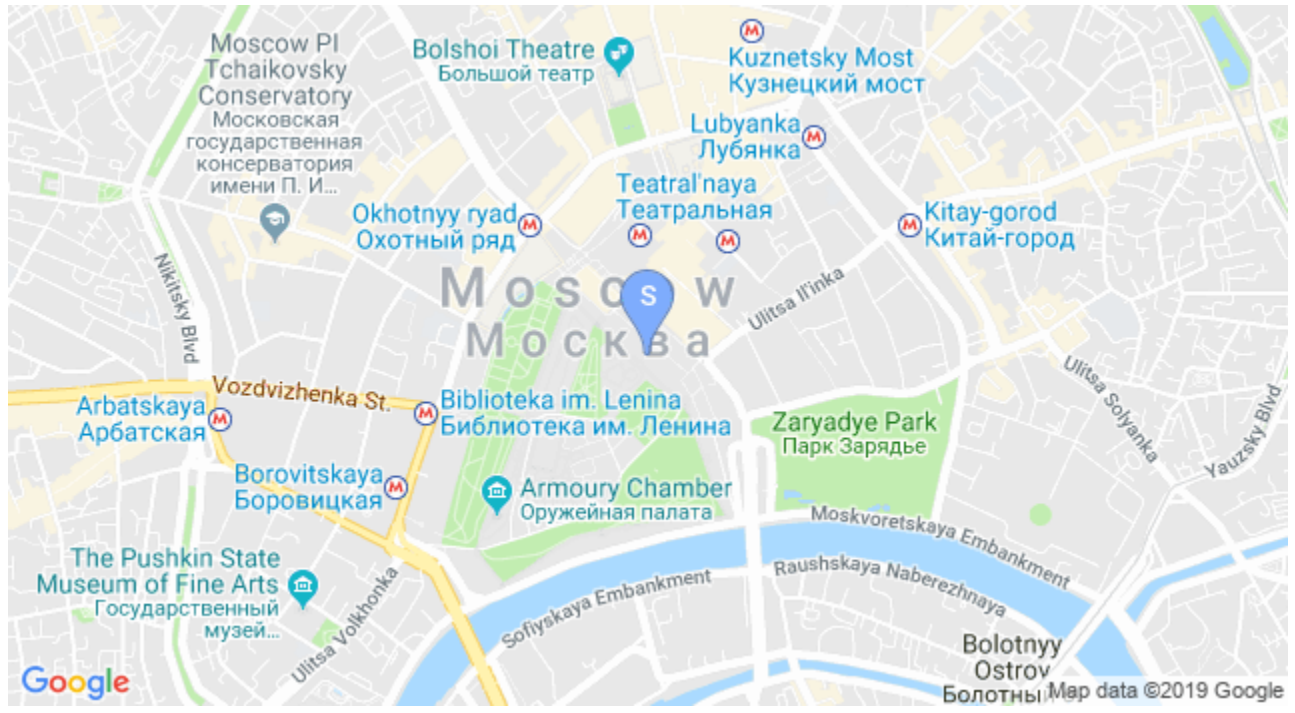 Moscow PI
Tchaikovsky
Conservatory
Московская
государственная
консерватория
имени П. И...
Bolshoi Theatre
Большой театр
Kuznetsky Most
Кузнецкий мост
Lubyanka
Лубянка
Teatral'naya
Театральная
Okhotnyy ryad
Охотный ряд
Kitay-gorod
Китай-город
M
M
M
M
M
M
Nikitsky Blvd
Moscow
Москва
S
Ulitsa Il'inka
Vozdvizhenka St.
Arbatskaya
Арбатская
M
Biblioteka im. Lenina
Библиотека им. Ленина
M
Borovitskaya
Боровицкая
M
Zaryadye Park
Парк Зарядье
Ulitsa Solyanka
Yauzsky Blvd
Armoury Chamber
Оружейная палата
Moskvoretskaya Embankment
Raushskaya Naberezhnaya
Sofiyskaya Embankment
The Pushkin State
Museum of Fine Arts
Государственный
музей...
Ulitsa Volkhonka
Bolotnyy
Ostrov
Болотный
Google
Map data ©2019 Google